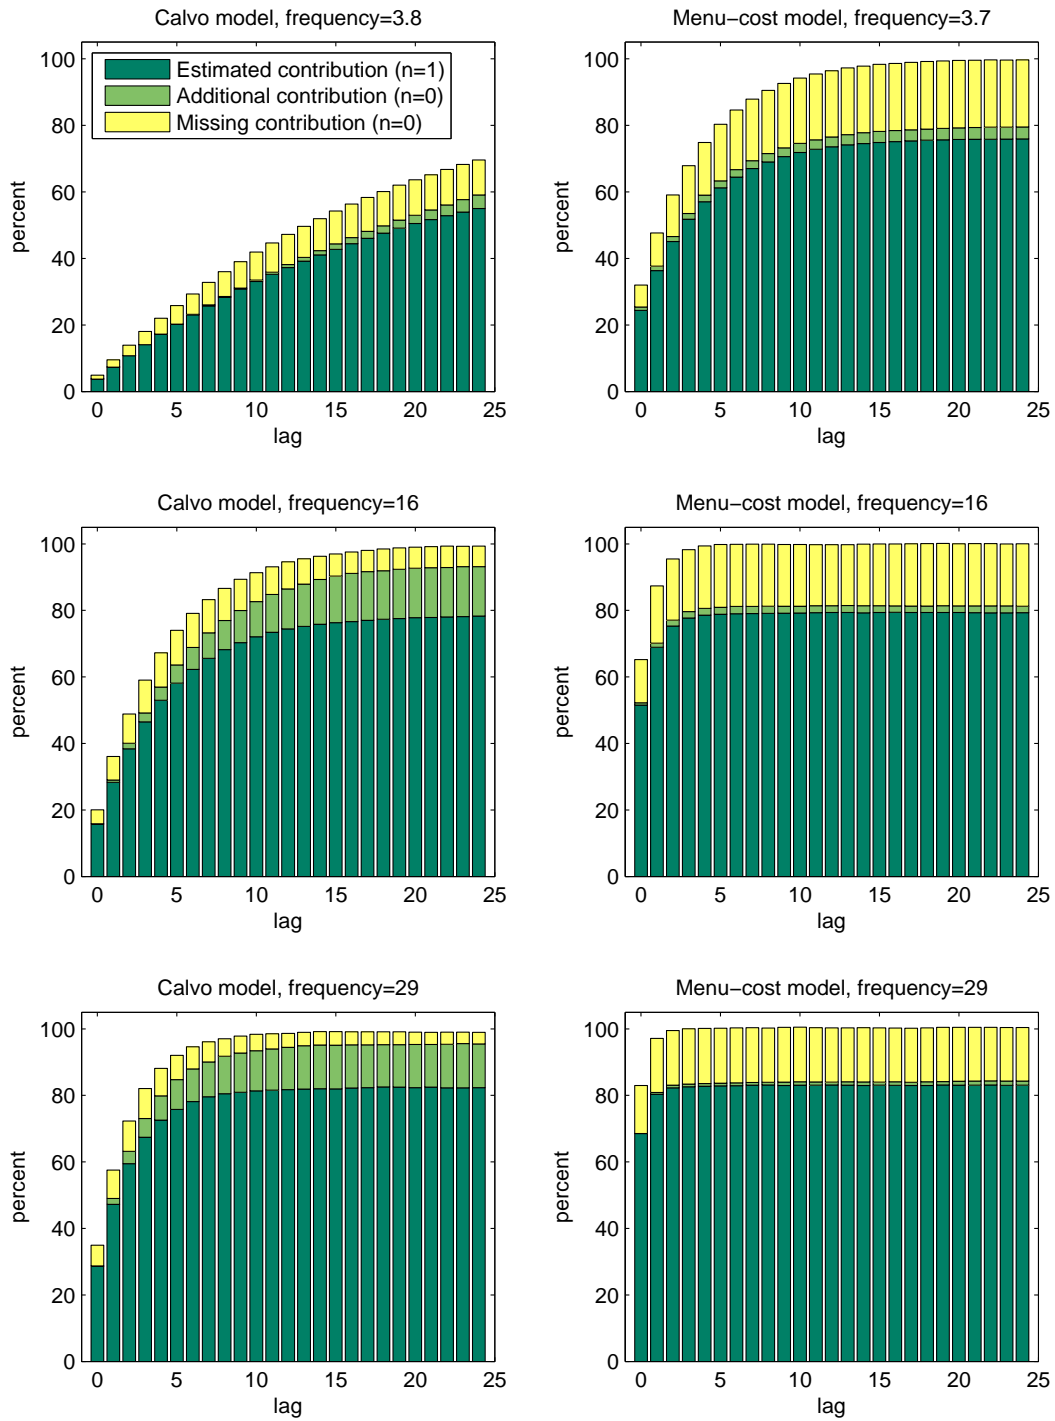 Calvo model, frequency=3.8
Estimated contribution (n=1)
Additional contribution (n=0)
Missing contribution (n=0)
percent
100
80
60
40
20
0
0 5 10 15 20 25
lag
Menu−cost model, frequency=3.7
percent
100
80
60
40
20
0
0 5 10 15 20 25
lag
Calvo model, frequency=16
percent
100
80
60
40
20
0
0 5 10 15 20 25
lag
Menu−cost model, frequency=16
percent
100
80
60
40
20
0
0 5 10 15 20 25
lag
Calvo model, frequency=29
percent
100
80
60
40
20
0
0 5 10 15 20 25
lag
Menu−cost model, frequency=29
percent
100
80
60
40
20
0
0 5 10 15 20 25
lag